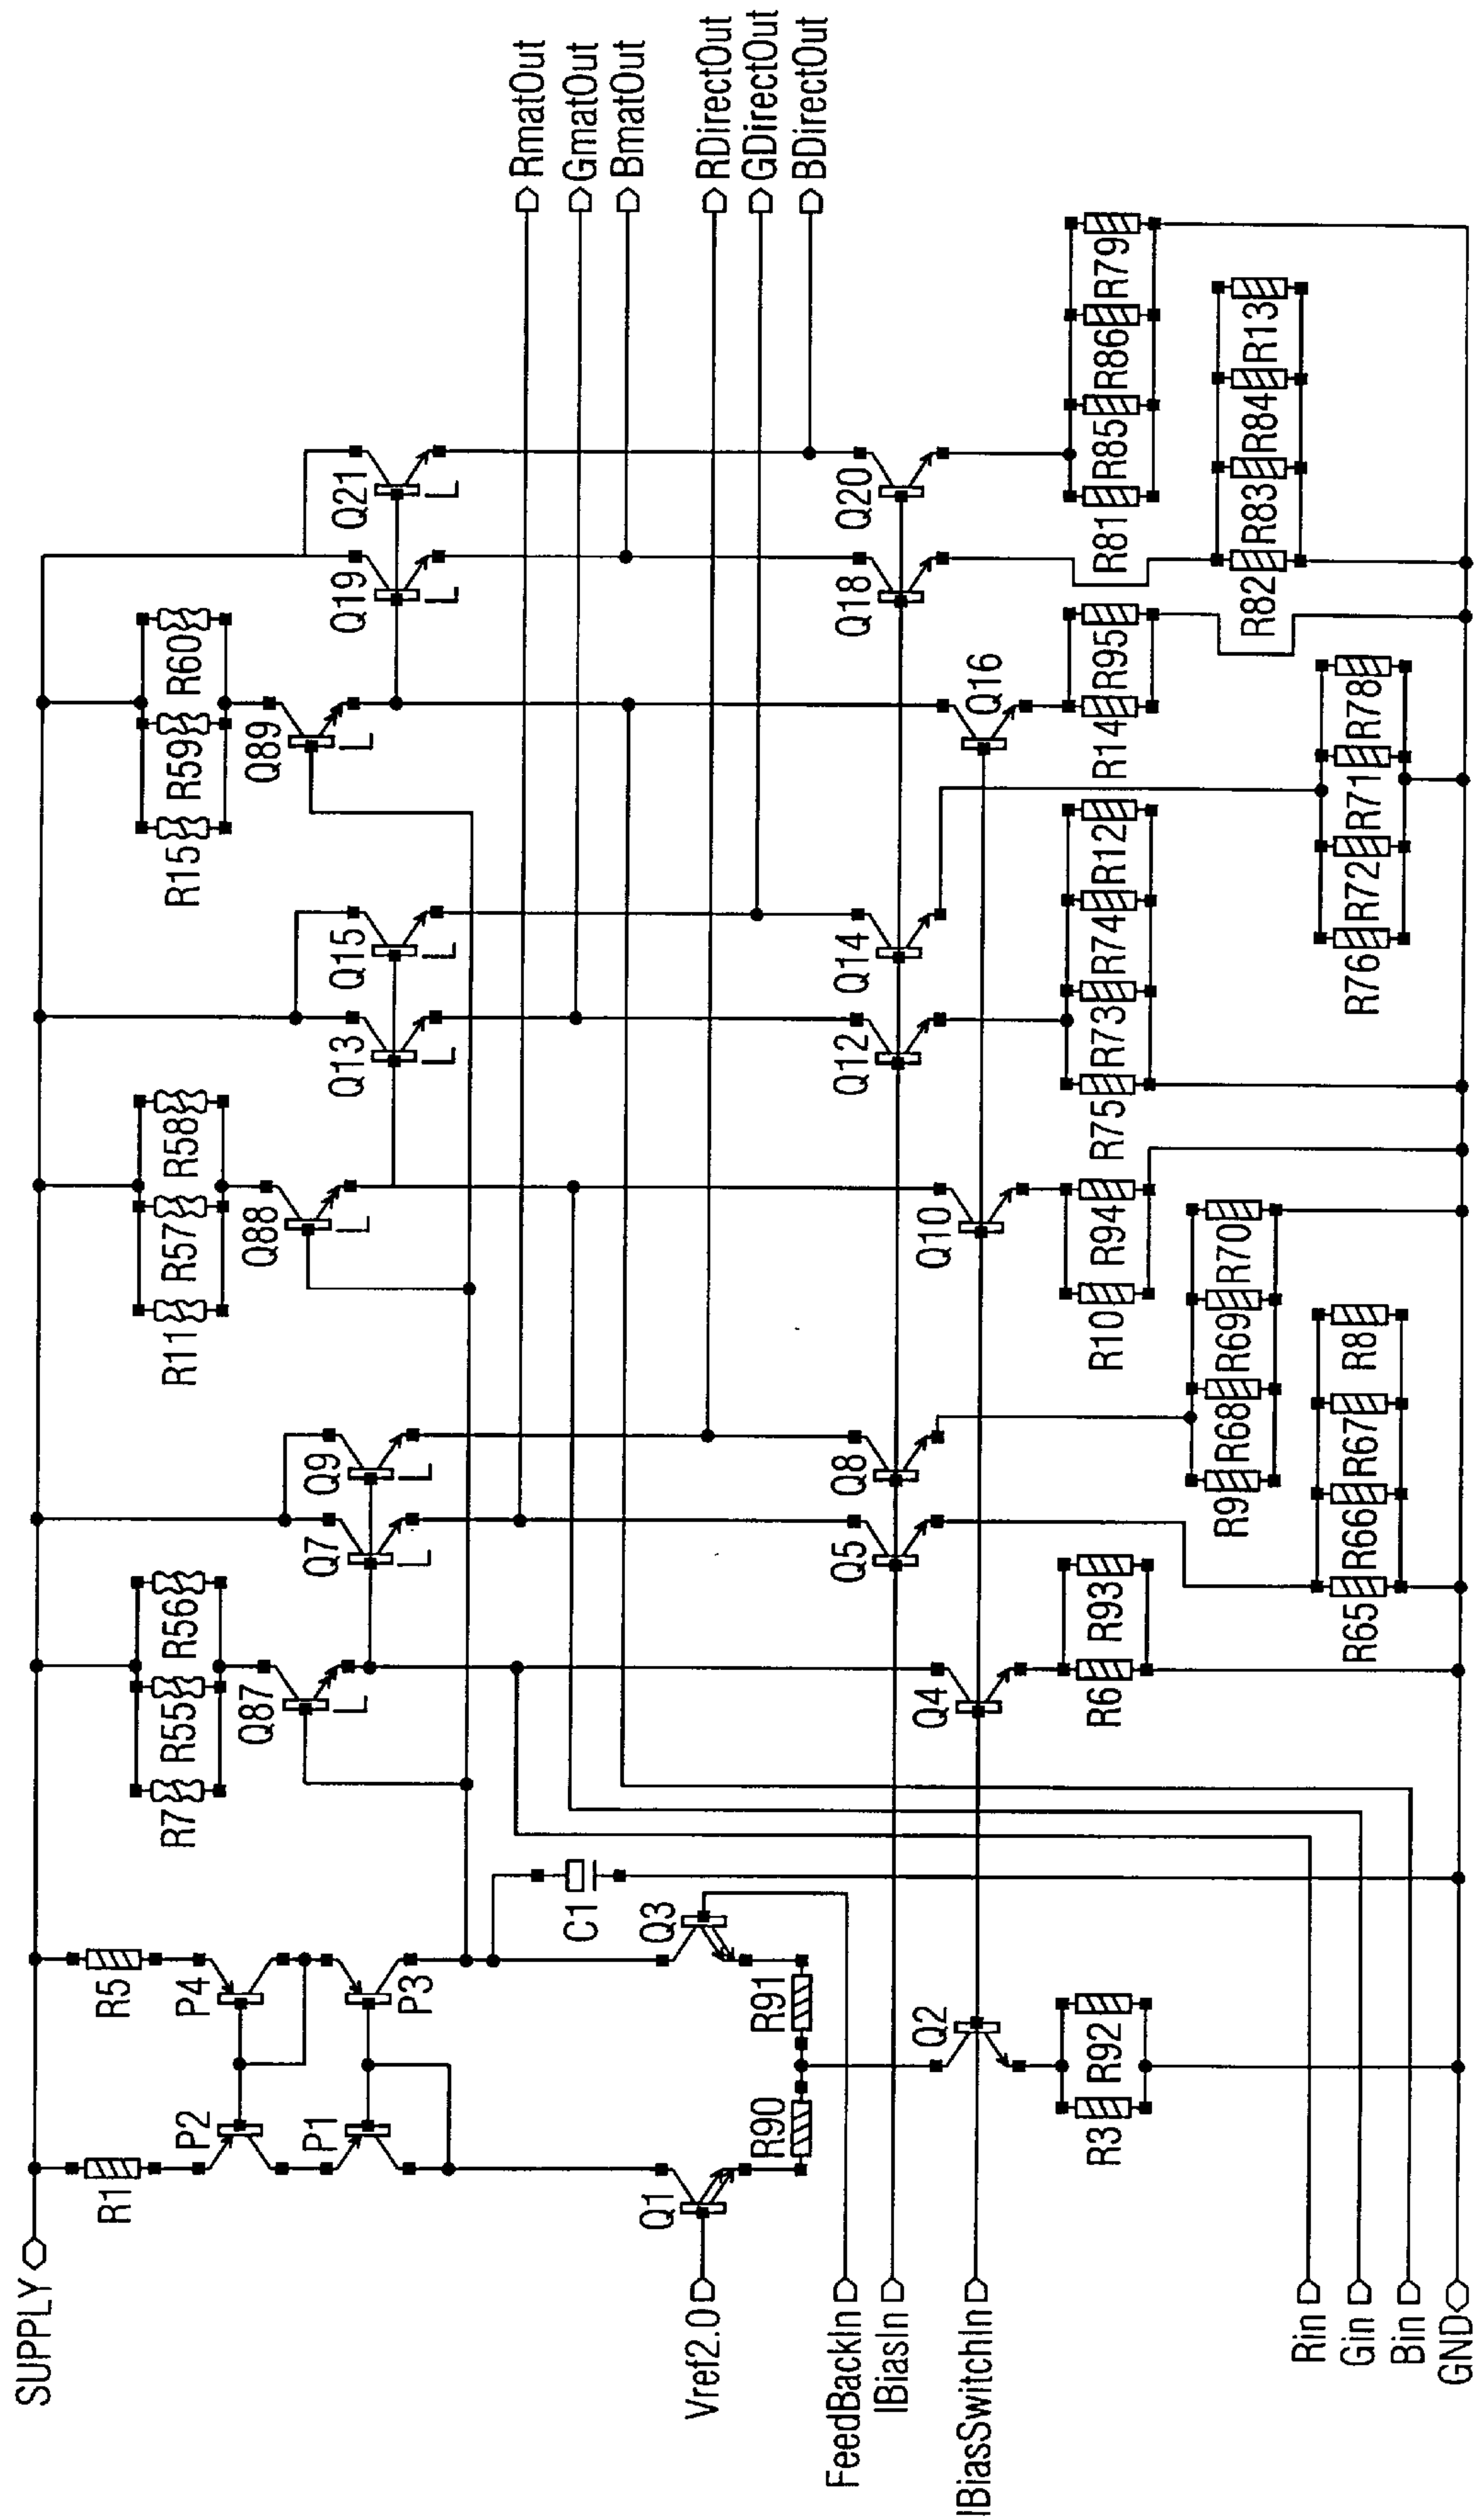 SUPPLY
R1
R5
P2
P4
P1
P3
Q1
Q3
C1
R90
R91
Q2
R3
R92
Vref2.0
FeedBackIn
IBiasIn
IBiasSwitchIn
Rin
Gin
Bin
GND
R7
R55
R56
Q87
L
Q7
L
Q9
L
Q4
Q5
Q8
R6
R93
R65
R66
R67
R8
R9
R68
R69
R70
R11
R57
R58
Q88
L
Q13
L
Q15
L
Q10
Q12
Q14
R10
R94
R75
R73
R74
R12
R76
R72
R71
R78
R15
R59
R60
Q89
L
Q19
L
Q21
L
Q16
Q18
Q20
R14
R95
R82
R83
R84
R13
R81
R85
R86
R79
RmatOut
GmatOut
BmatOut
RDirectOut
GDirectOut
BDirectOut